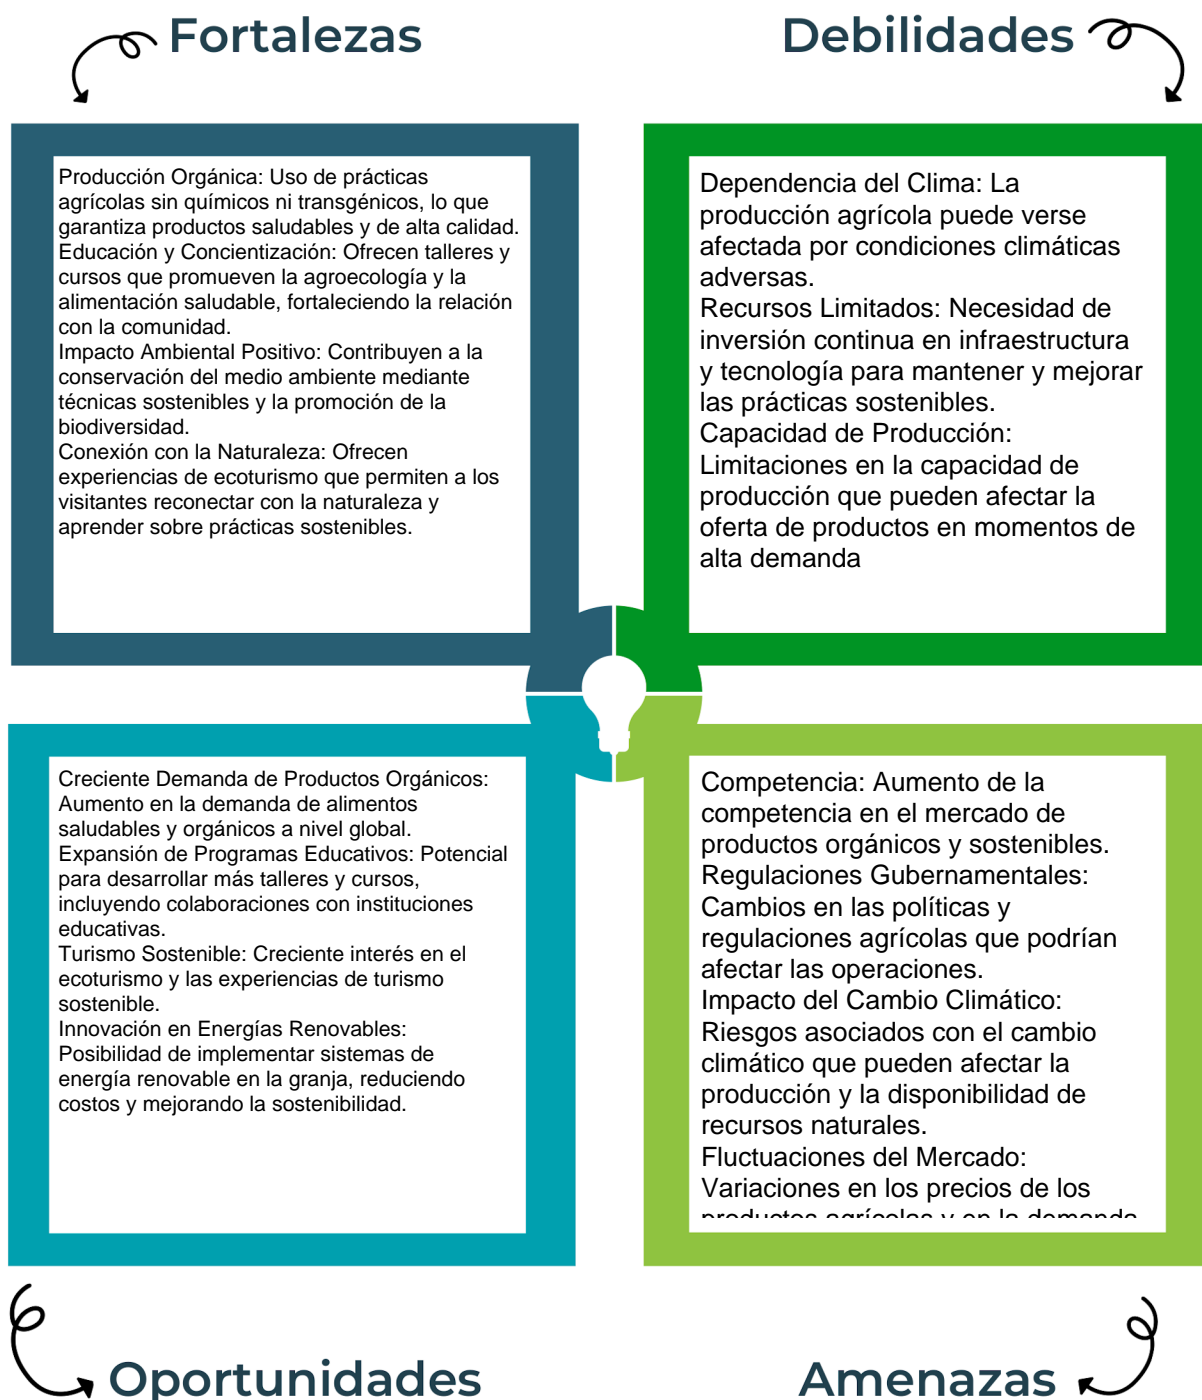 Fortalezas
Debilidades
Producción Orgánica: Uso de prácticas
agrícolas sin químicos ni transgénicos, lo que
garantiza productos saludables y de alta calidad.
Educación y Concientización: Ofrecen talleres y
cursos que promueven la agroecología y la
alimentación saludable, fortaleciendo la relación
con la comunidad.
Impacto Ambiental Positivo: Contribuyen a la
conservación del medio ambiente mediante
técnicas sostenibles y la promoción de la
biodiversidad.
Conexión con la Naturaleza: Ofrecen
experiencias de ecoturismo que permiten a los
visitantes reconectar con la naturaleza y
aprender sobre prácticas sostenibles.
Dependencia del Clima: La
producción agrícola puede verse
afectada por condiciones climáticas
adversas.
Recursos Limitados: Necesidad de
inversión continua en infraestructura
y tecnología para mantener y mejorar
las prácticas sostenibles.
Capacidad de Producción:
Limitaciones en la capacidad de
producción que pueden afectar la
oferta de productos en momentos de
alta demanda
Creciente Demanda de Productos Orgánicos:
Aumento en la demanda de alimentos
saludables y orgánicos a nivel global.
Expansión de Programas Educativos: Potencial
para desarrollar más talleres y cursos,
incluyendo colaboraciones con instituciones
educativas.
Turismo Sostenible: Creciente interés en el
ecoturismo y las experiencias de turismo
sostenible.
Innovación en Energías Renovables:
Posibilidad de implementar sistemas de
energía renovable en la granja, reduciendo
costos y mejorando la sostenibilidad.
Competencia: Aumento de la
competencia en el mercado de
productos orgánicos y sostenibles.
Regulaciones Gubernamentales:
Cambios en las políticas y
regulaciones agrícolas que podrían
afectar las operaciones.
Impacto del Cambio Climático:
Riesgos asociados con el cambio
climático que pueden afectar la
producción y la disponibilidad de
recursos naturales.
Fluctuaciones del Mercado:
Variaciones en los precios de los
productos agrícolas y en la demanda
Oportunidades
Amenazas